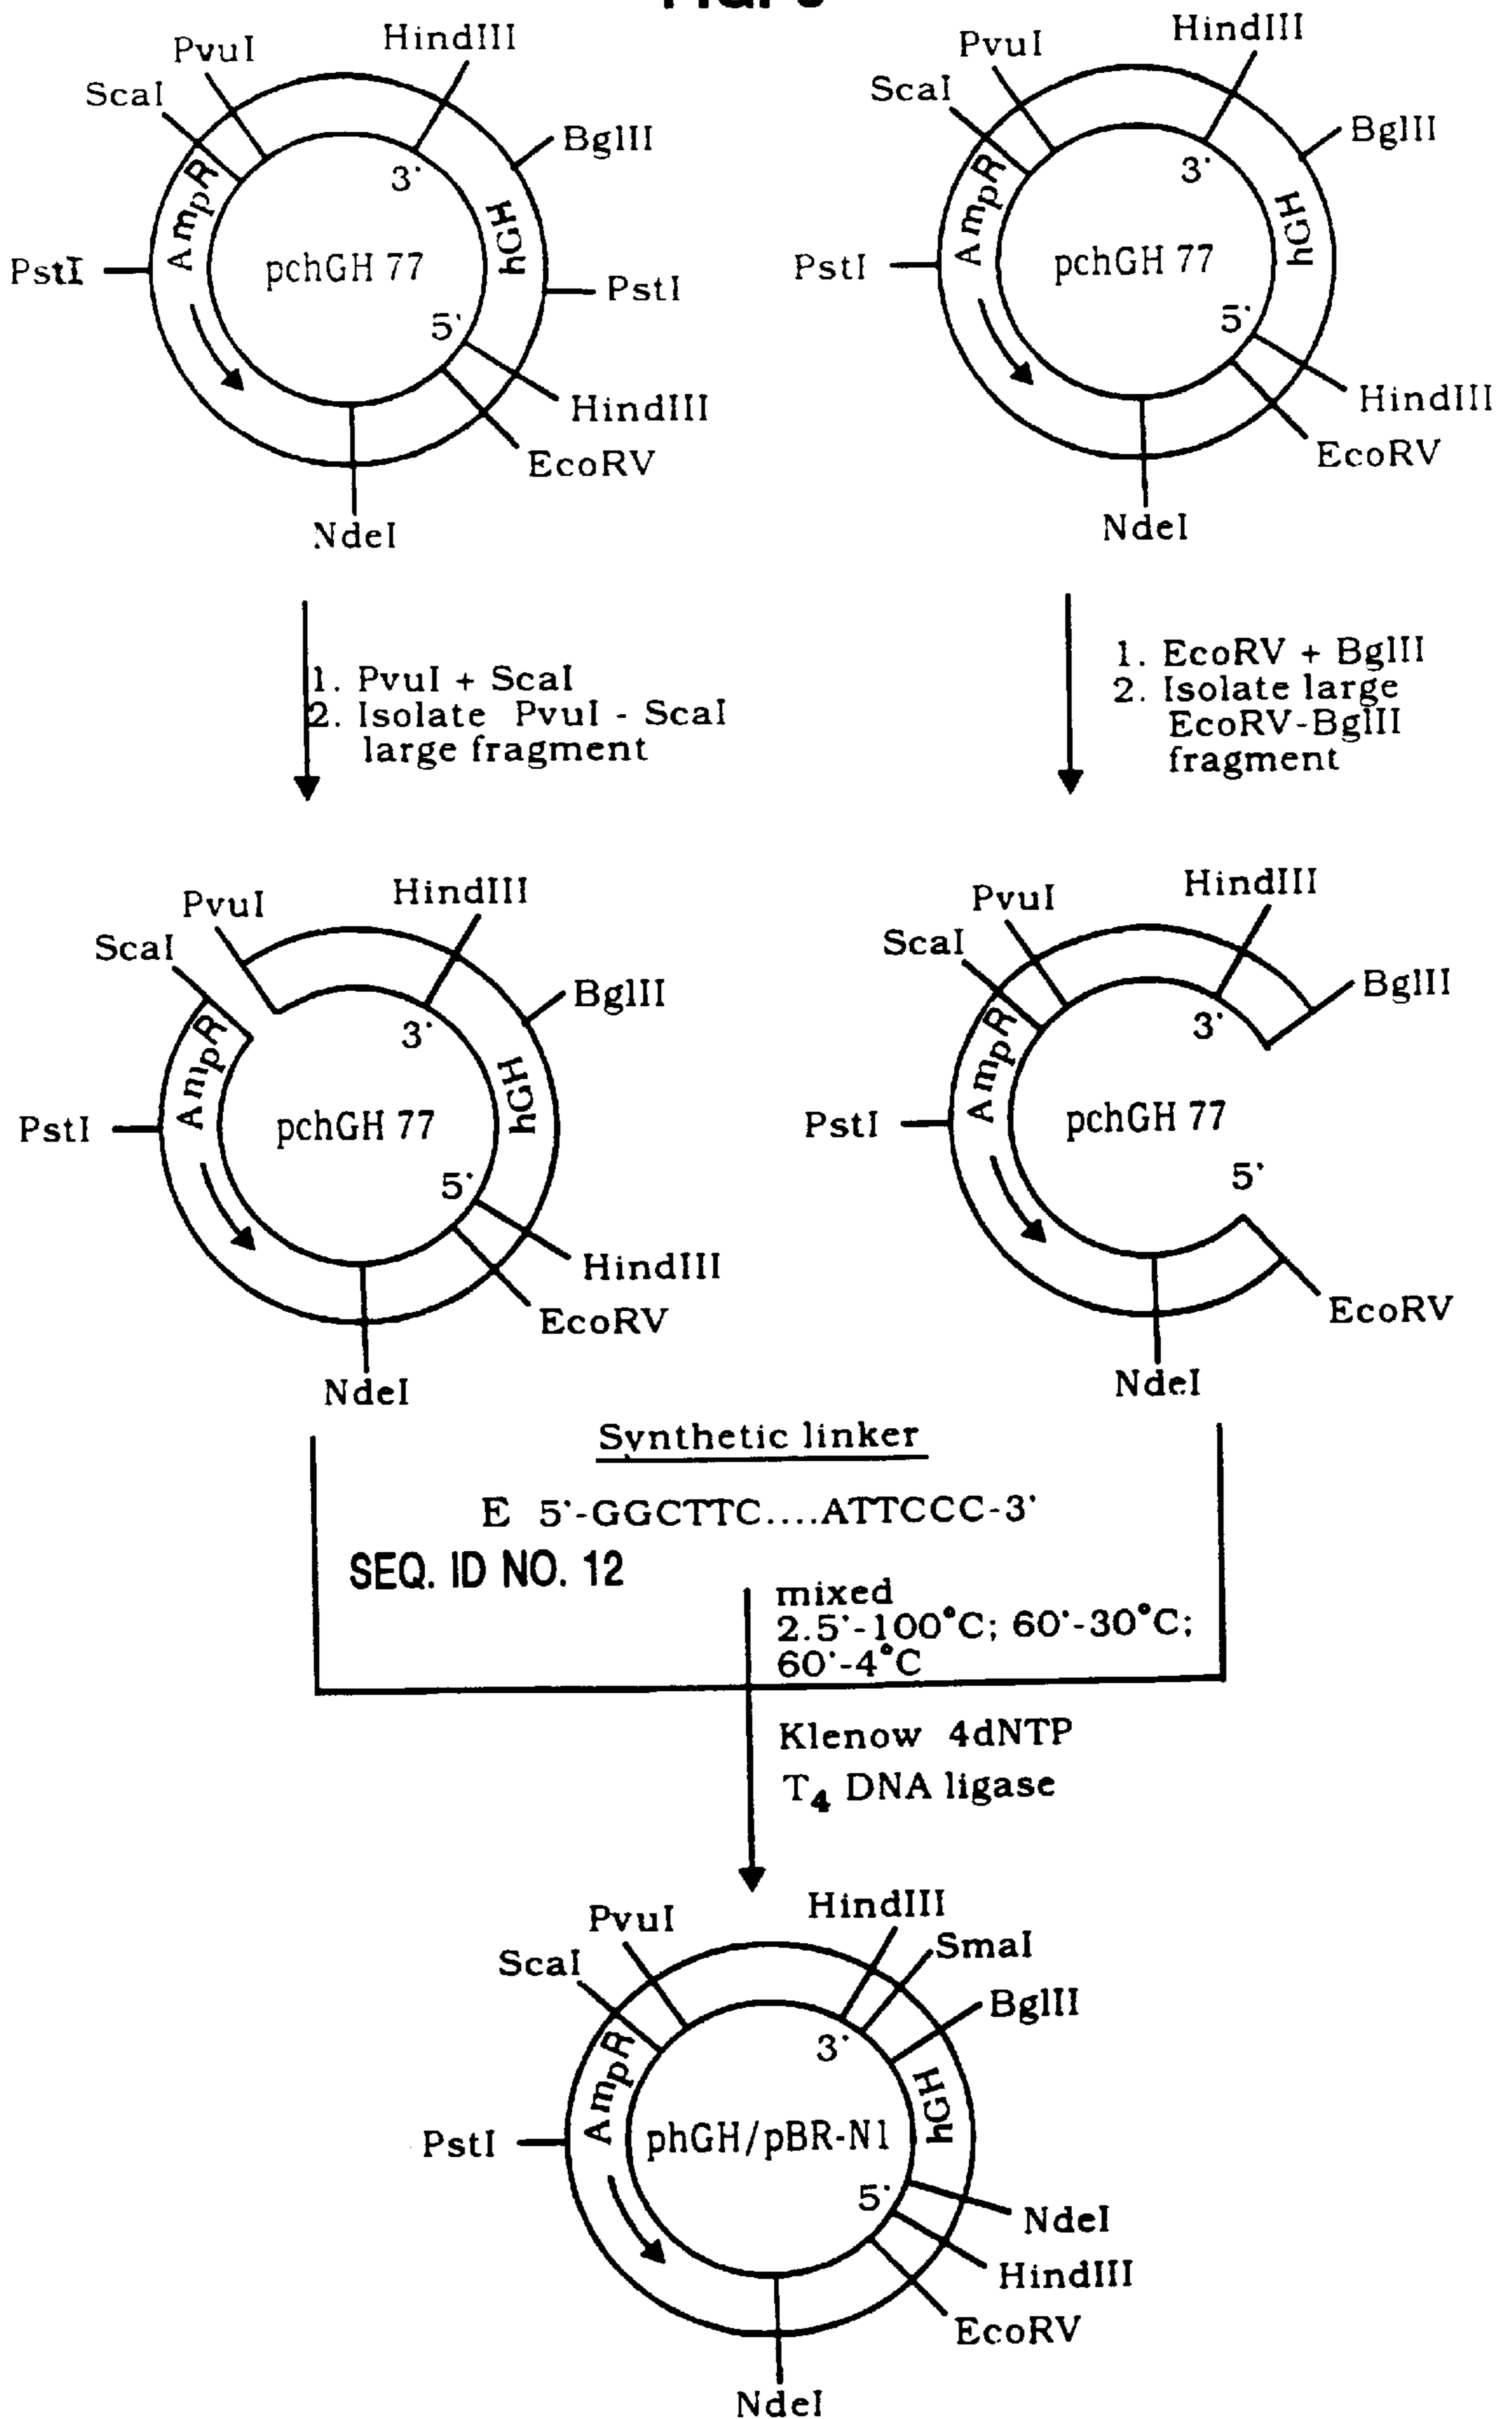 PvuI
HindIII
ScaI
BglII
AmpR
3'
hGH
PstI
pchGH 77
PstI
5'
HindIII
EcoRV
NdeI
PvuI
HindIII
ScaI
BglII
AmpR
3'
hGH
PstI
pchGH 77
5'
HindIII
EcoRV
NdeI
1. PvuI + ScaI
2. Isolate PvuI - ScaI
large fragment
1. EcoRV + BglII
2. Isolate large
EcoRV-BglII
fragment
PvuI
HindIII
ScaI
BglII
AmpR
3'
hGH
PstI
pchGH 77
5'
HindIII
EcoRV
NdeI
PvuI
HindIII
ScaI
BglII
AmpR
3'
PstI
pchGH 77
5'
EcoRV
NdeI
Synthetic linker
E 5'-GGCTTC....ATTCCC-3'
SEQ. ID NO. 12
mixed
2.5'-100°C; 60'-30°C;
60'-4°C
Klenow 4dNTP
T4 DNA ligase
PvuI
HindIII
SmaI
ScaI
BglII
AmpR
3'
hGH
PstI
phGH/pBR-N1
5'
NdeI
HindIII
EcoRV
NdeI